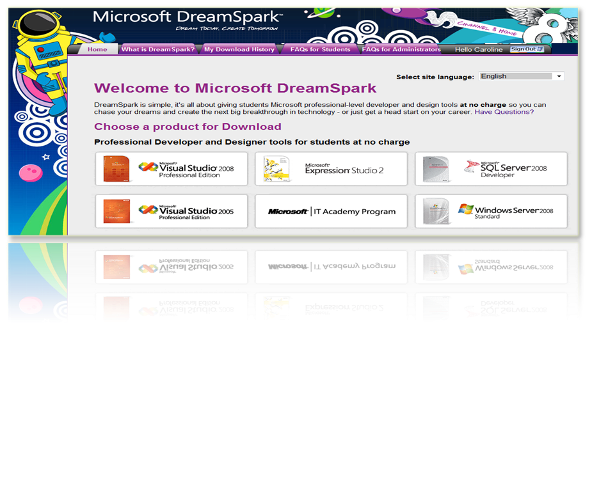 Microsoft DreamSpark™
DREAM TODAY, CREATE TOMORROW
CHANNEL 8 HOME
Home What is DreamSpark? My Download History FAQs for Students FAQs for Administrators Hello Caroline Sign Out
Select site language: English
Welcome to Microsoft DreamSpark
DreamSpark is simple, it's all about giving students Microsoft professional-level developer and design tools at no charge so you can
chase your dreams and create the next big breakthrough in technology - or just get a head start on your career. Have Questions?
Choose a product for Download
Professional Developer and Designer tools for students at no charge
Microsoft Visual Studio 2008 Professional Edition
Microsoft Expression Studio 2
Microsoft SQL Server 2008 Developer
Microsoft Visual Studio 2005 Professional Edition
Microsoft | IT Academy Program
Windows Server 2008 Standard